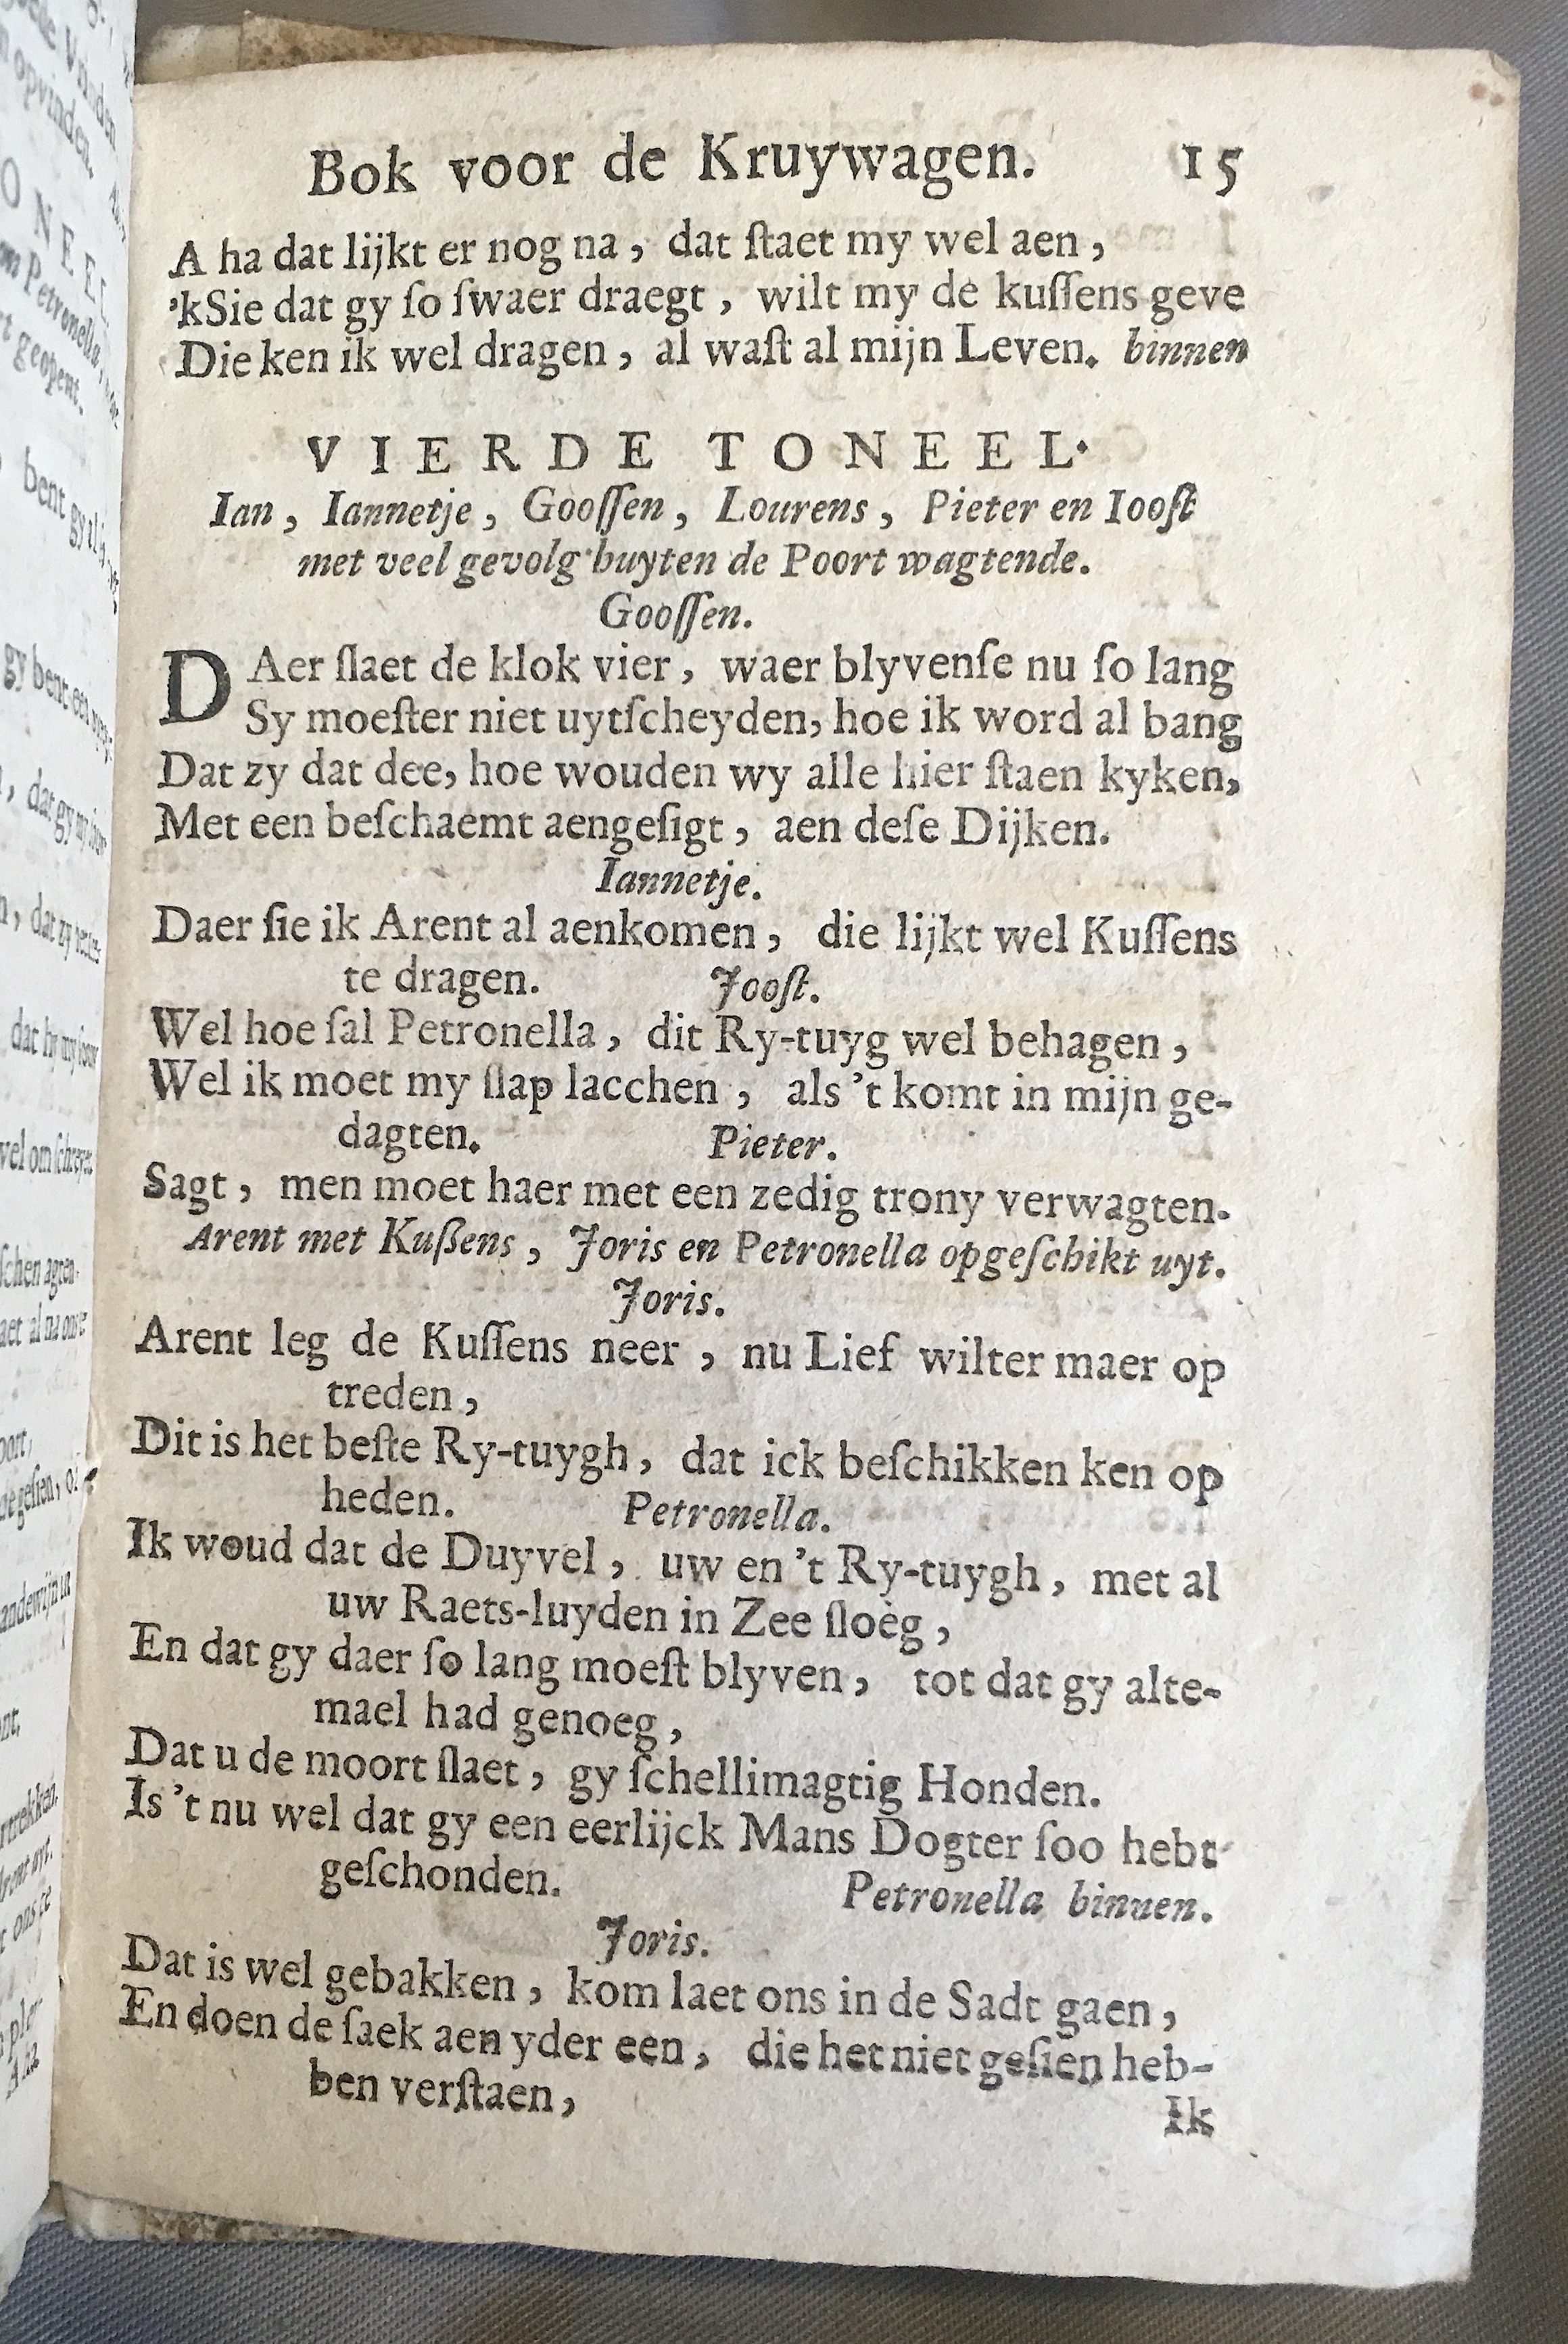 Bok voor de Kruywagen. 15
A ha dat lijkt er nog na, dat ſtaet my wel aen,
'kSie dat gy ſo ſwaer draegt, wilt my de kuſſens geve
Die ken ik wel dragen, al waſt al mijn Leven. binnen
VIERDE TONEEL.
Ian, Iannetje, Gooſſen, Lourens, Pieter en Iooſt
met veel gevolg buyten de Poort wagtende.
Gooſſen.
DAer ſlaet de klok vier, waer blyvenſe nu ſo lang
Sy moeſter niet uytſcheyden, hoe ik word al bang
Dat zy dat dee, hoe wouden wy alle hier ſtaen kyken,
Met een beſchaemt aengeſigt, aen deſe Dijken.
Iannetje.
Daer ſie ik Arent al aenkomen, die lijkt wel Kuſſens
te dragen. Jooſt.
Wel hoe ſal Petronella, dit Ry-tuyg wel behagen,
Wel ik moet my ſlap lacchen, als 't komt in mijn ge-
dagten. Pieter.
Sagt, men moet haer met een zedig trony verwagten.
Arent met Kußens, Joris en Petronella opgeſchikt uyt.
Joris.
Arent leg de Kuſſens neer, nu Lief wilter maer op
treden,
Dit is het beſte Ry-tuygh, dat ick beſchikken ken op
heden. Petronella.
Ik woud dat de Duyvel, uw en 't Ry-tuygh, met al
uw Raets-luyden in Zee ſloeg,
En dat gy daer ſo lang moeſt blyven, tot dat gy alte-
mael had genoeg,
Dat u de moort ſlaet, gy ſchellimagtig Honden.
Is 't nu wel dat gy een eerlijck Mans Dogter ſoo hebt
geſchonden. Petronella binnen.
Joris.
Dat is wel gebakken, kom laet ons in de Sadt gaen,
En doen de ſaek aen yder een, die het niet geſien heb-
ben verſtaen,
Ik